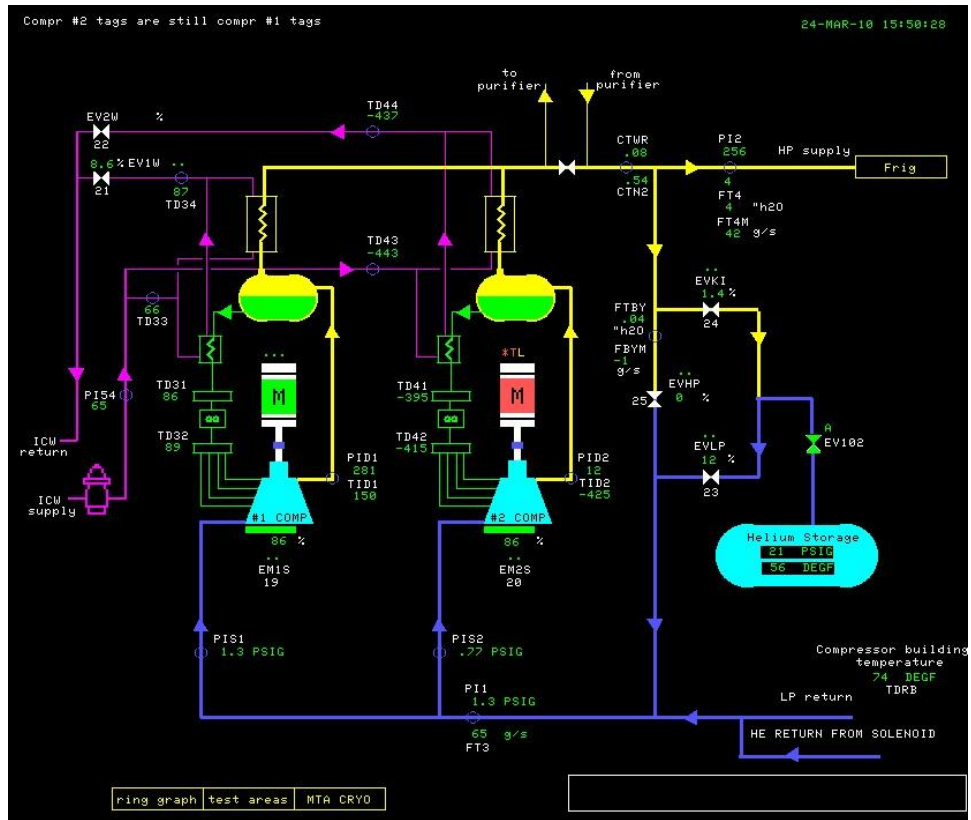 Compr #2 tags are still compr #1 tags
24-MAR-10 15:50:28
to purifier
from purifier
EV2W %
22
TD44
-437
CTWR
.08
.54
CTN2
PI2
256
4
FT4
4 "h2O
FT4M
42 g/s
HP supply
Frig
8.6% EV1W ..
21
87
TD34
TD43
-443
66
TD33
EVKI
1.4 %
24
FTBY
.04
"h2O
FBYM
-1
g/s
...
*TL
M
M
TD31
86
TD41
-395
PI54
65
EVHP
25 0 %
A
EV102
ICW
return
TD32
89
TD42
-415
PID1
281
TID1
150
PID2
12
TID2
-425
EVLP
12 %
23
ICW
supply
#1 COMP
86 %
#2 COMP
86 %
EM1S
19
EM2S
20
Helium Storage
21 PSIG
56 DEGF
PIS1
1.3 PSIG
PIS2
.77 PSIG
Compressor building
temperature
74 DEGF
TDRB
PI1
1.3 PSIG
65 g/s
FT3
LP return
HE RETURN FROM SOLENOID
ring graph
test areas
MTA CRYO